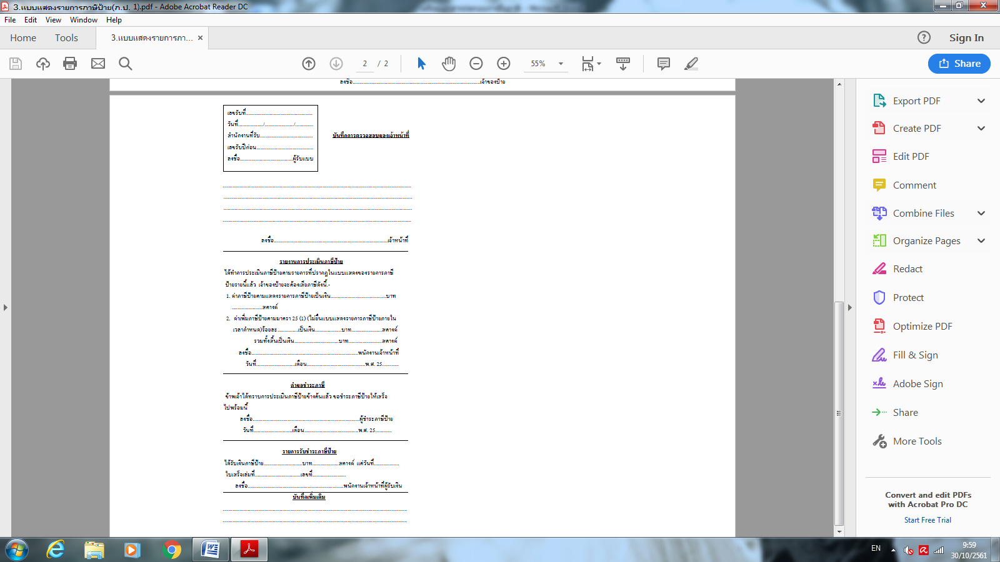 3.แบบแสดงรายการภาษีป้าย(ภ.ป. 1).pdf - Adobe Acrobat Reader DC
File Edit View Window Help
Home Tools 3.แบบแสดงรายการภา... × Sign In
2 / 2 55% Share
ลงชื่อ..........................................................................................เจ้าของป้าย
เลขรับที่................................................
วันที่................../...................../.............
สำนักงานที่รับ......................................
เลขรับปีก่อน.........................................
ลงชื่อ......................................ผู้รับแบบ
บันทึกการตรวจสอบของเจ้าหน้าที่
ลงชื่อ..................................................................................เจ้าหน้าที่
รายงานการประเมินภาษีป้าย
ได้ทำการประเมินภาษีป้ายตามรายการที่ปรากฏในแบบแสดงของรายการภาษี
ป้ายรายนี้แล้ว เจ้าของป้ายจะต้องเสียภาษีดังนี้.-
1. ค่าภาษีป้ายตามแสดงรายการภาษีป้ายเป็นเงิน........................................บาท
......................สตางค์
2. ค่าเพิ่มภาษีป้ายตามมาตรา 25 (1) (ไม่ยื่นแบบแสดงรายการภาษีป้ายภายใน
เวลากำหนด)ร้อยละ...............เป็นเงิน...................บาท......................สตางค์
รวมทั้งสิ้นเป็นเงิน................................บาท........................สตางค์
ลงชื่อ.............................................................................พนักงานเจ้าหน้าที่
วันที่............................เดือน..........................................พ.ศ. 25............
คำขอชำระภาษี
ข้าพเจ้าได้ทราบการประเมินภาษีป้ายข้างต้นแล้ว ขอชำระภาษีป้ายให้เสร็จ
ไปพร้อมนี้
ลงชื่อ.............................................................................ผู้ชำระภาษีป้าย
วันที่............................เดือน.......................................พ.ศ. 25............
รายการรับชำระภาษีป้าย
ได้รับเงินภาษีป้าย............................บาท...................สตางค์ แต่วันที่..................
ใบเสร็จเล่มที่.................................เลขที่........................
ลงชื่อ.....................................................................พนักงานเจ้าหน้าที่ผู้รับเงิน
บันทึกเพิ่มเติม
Export PDF
Create PDF
Edit PDF
Comment
Combine Files
Organize Pages
Redact
Protect
Optimize PDF
Fill & Sign
Adobe Sign
Share
More Tools
Convert and edit PDFs
with Acrobat Pro DC
Start Free Trial
EN
9:59
30/10/2561